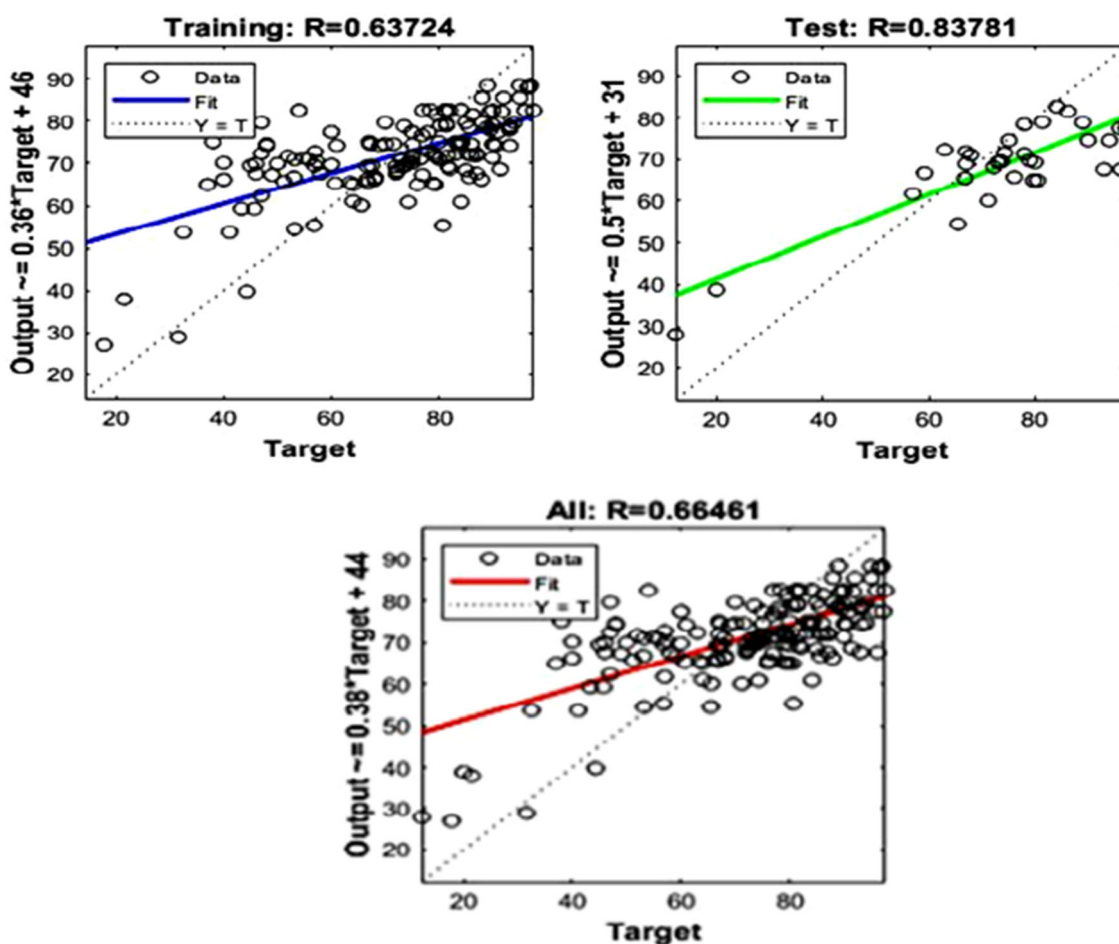 Training: R=0.63724
Output ~= 0.36*Target + 46
90
80
70
60
50
40
30
20
Data
Fit
Y = T
20 40 60 80
Target
Test: R=0.83781
Output ~= 0.5*Target + 31
90
80
70
60
50
40
30
20
Data
Fit
Y = T
20 40 60 80
Target
All: R=0.66461
Output ~= 0.38*Target + 44
90
80
70
60
50
40
30
20
Data
Fit
Y = T
20 40 60 80
Target